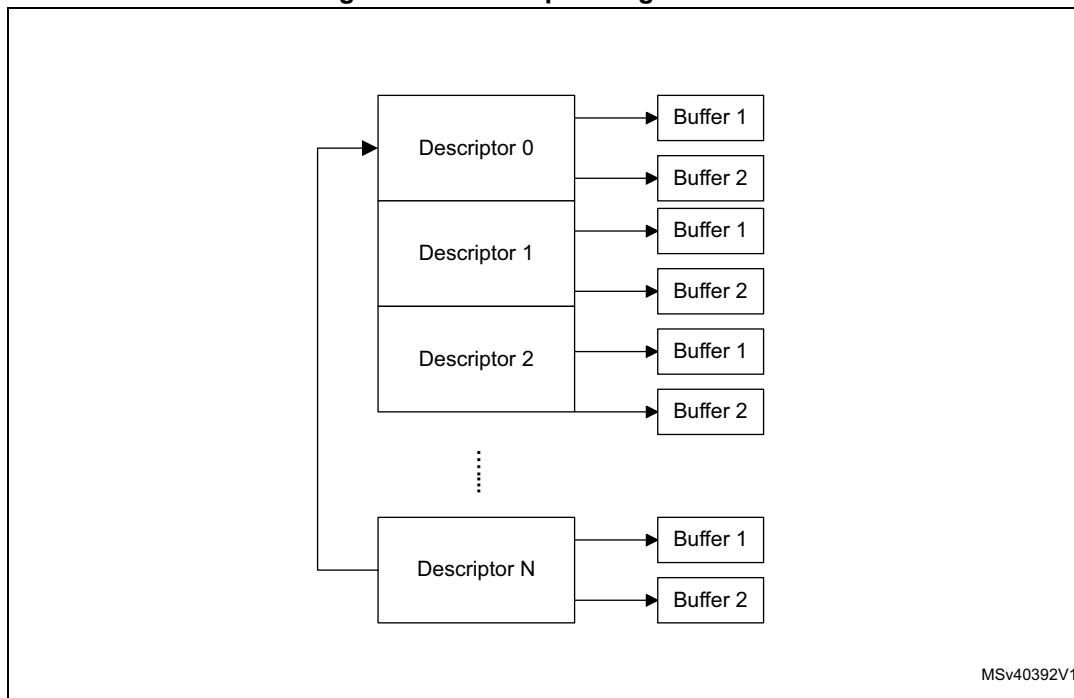 Descriptor 0
Buffer 1
Buffer 2
Descriptor 1
Buffer 1
Buffer 2
Descriptor 2
Buffer 1
Buffer 2
Descriptor N
Buffer 1
Buffer 2
MSv40392V1